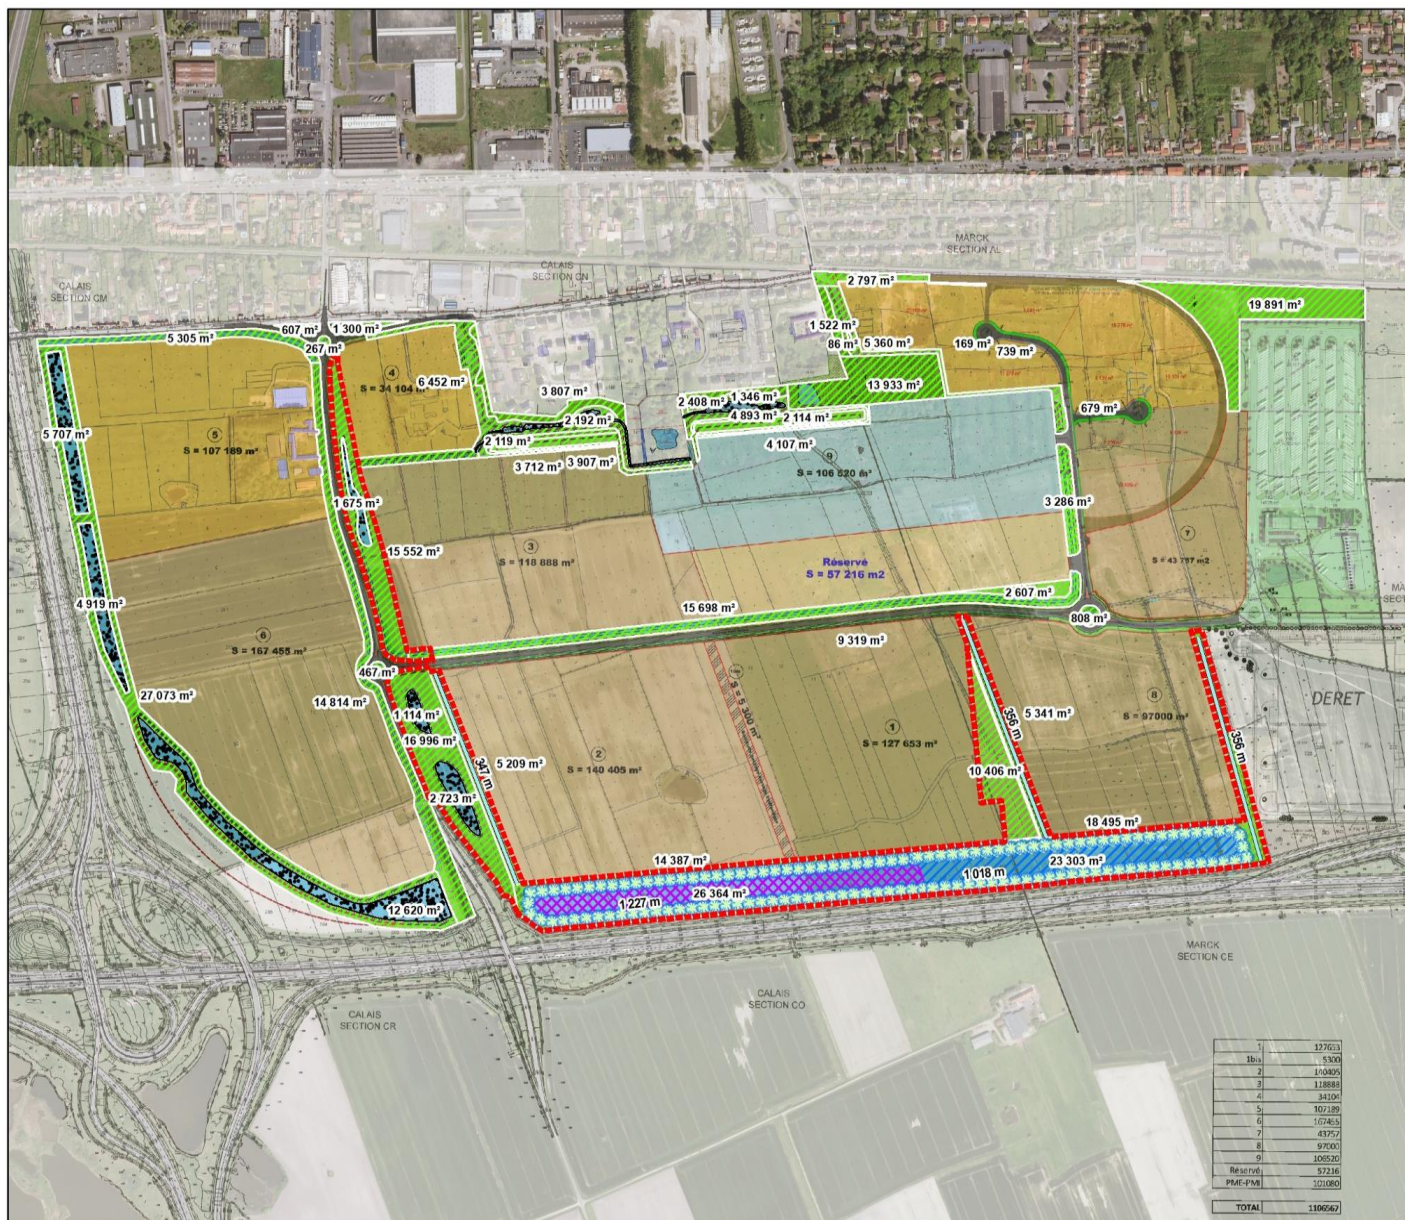 MARCK
SECTION AL
CALAIS
SECTION CN
CALAIS
SECTION CM
2 797 m²
19 891 m²
607 m²
1 300 m²
5 305 m²
267 m²
1 522 m²
86 m²
5 360 m²
169 m²
739 m²
4
S = 34 104 m²
6 452 m²
3 807 m²
13 933 m²
2 408 m²
1 346 m²
4 893 m²
2 114 m²
679 m²
5 707 m²
5
S = 107 189 m²
2 192 m²
2 119 m²
4 107 m²
3 712 m²
3 907 m²
9
S = 106 520 m²
1 675 m²
3 286 m²
15 552 m²
3
S = 118 888 m²
Réservé
S = 57 216 m2
7
S = 43 757 m2
4 919 m²
2 607 m²
15 698 m²
808 m²
6
S = 167 455 m²
9 319 m²
467 m²
27 073 m²
14 814 m²
S = 5 300 m²
8
S = 97000 m²
DERET
1 114 m²
16 996 m²
356 m
5 341 m²
356 m
1
S = 127 653 m²
2
S = 140 405 m²
5 209 m²
347 m
10 406 m²
2 723 m²
18 495 m²
14 387 m²
23 303 m²
1 018 m
26 364 m²
1 227 m
12 620 m²
MARCK
SECTION CE
CALAIS
SECTION CO
CALAIS
SECTION CR
1 127653
1bis 5300
2 140405
3 118888
4 34104
5 107189
6 167455
7 43757
8 97000
9 106520
Réservé 57216
PME-PMI 101080
TOTAL 1106567